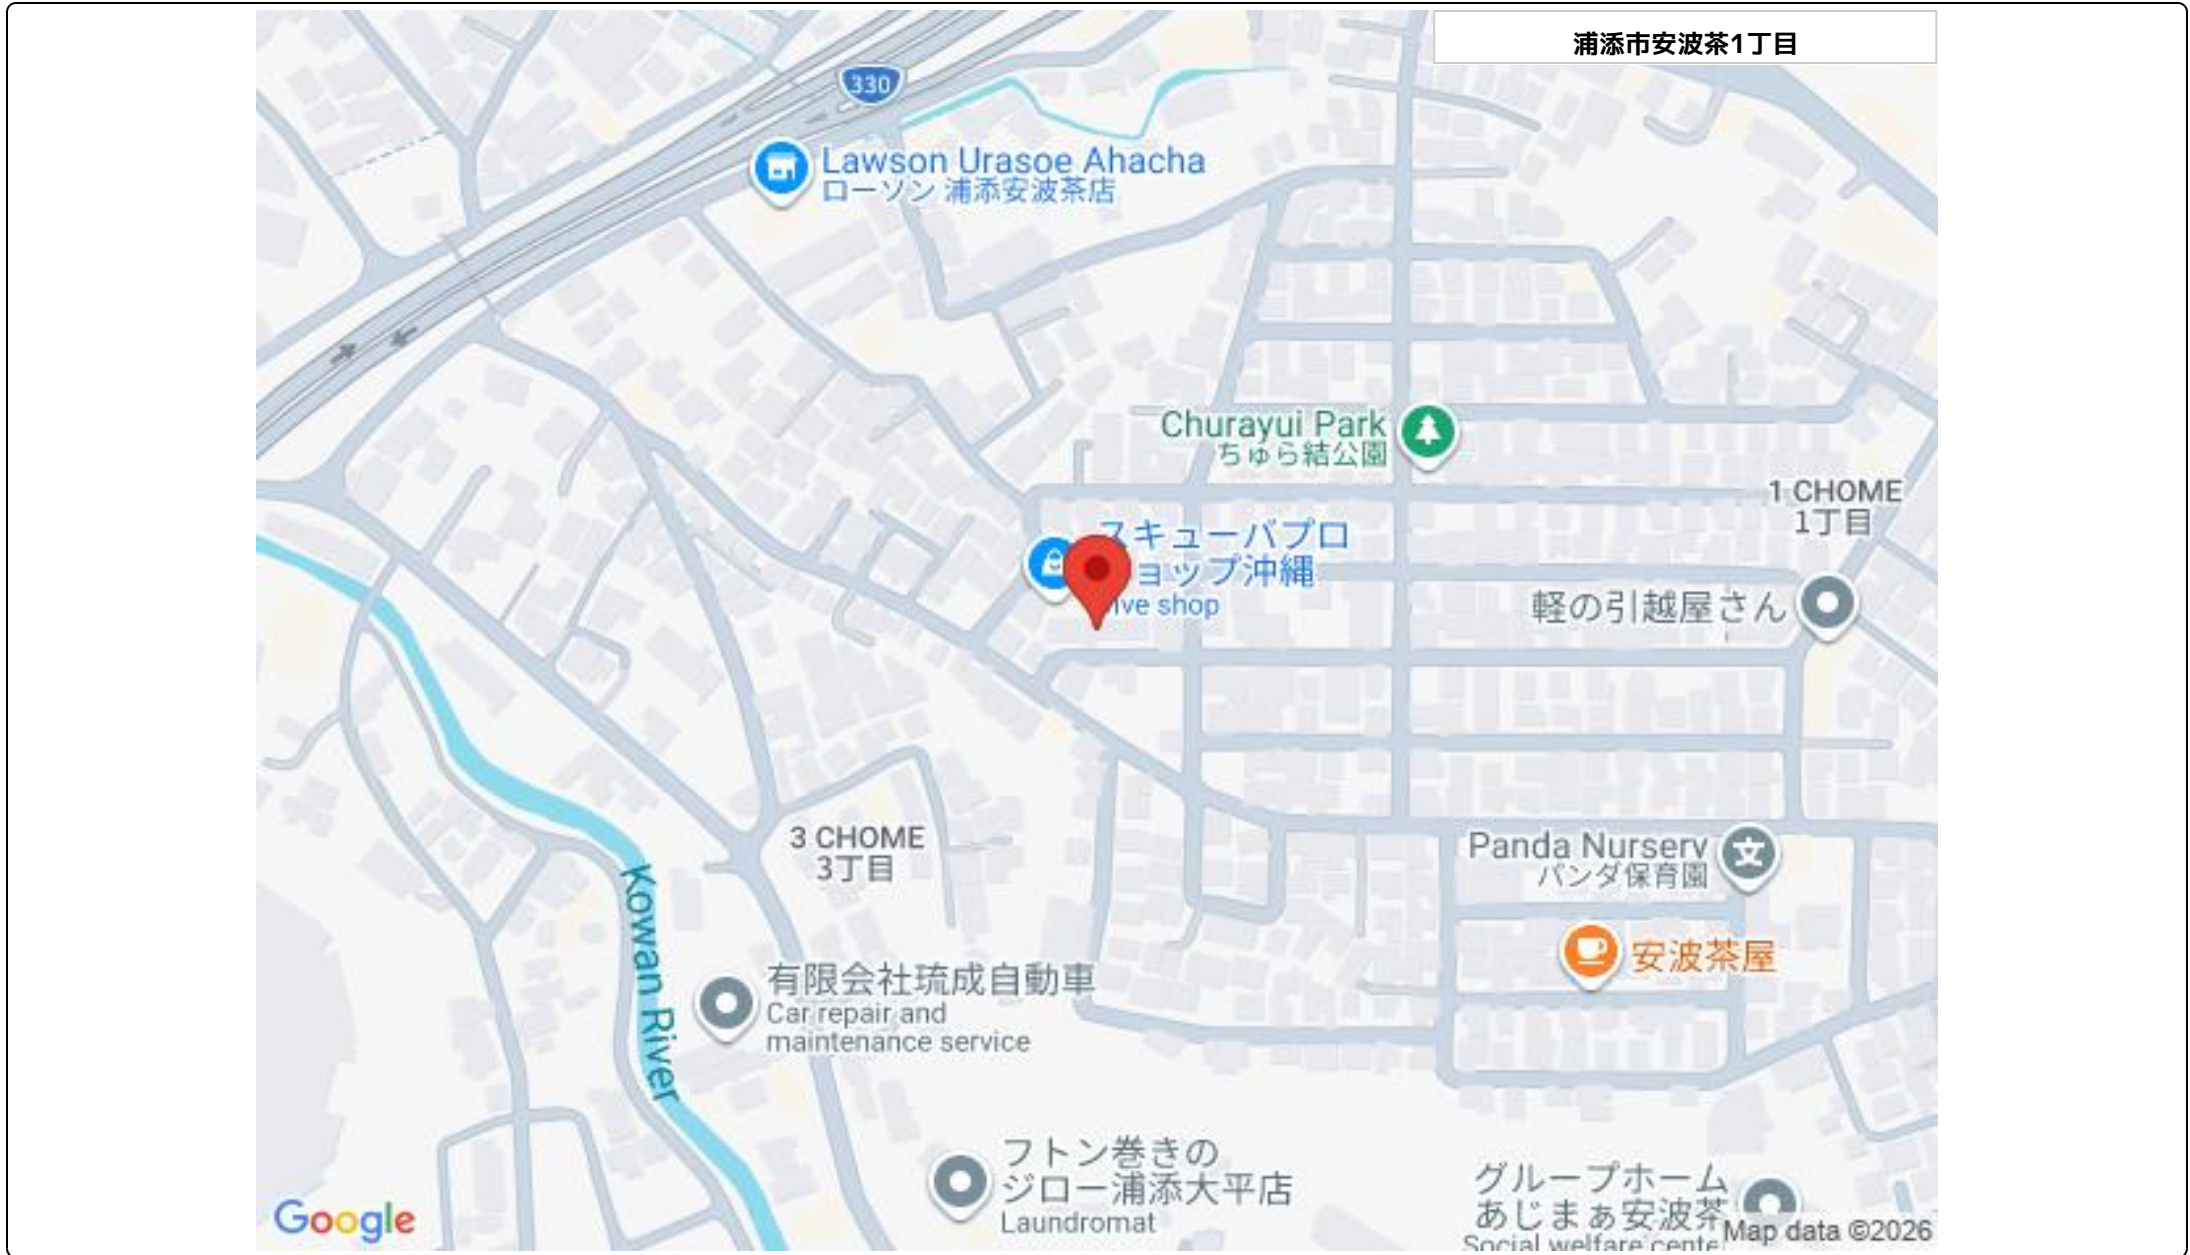 浦添市安波茶1丁目
330
Lawson Urasoe Ahacha
ローソン 浦添安波茶店
Churayui Park
ちゅら結公園
1 CHOME
1丁目
スキューバプロ
ョップ沖縄
ive shop
軽の引越屋さん
3 CHOME
3丁目
Panda Nursery
パンダ保育園
安波茶屋
Kowan River
有限会社琉成自動車
Car repair and
maintenance service
フトン巻きの
ジロー浦添大平店
Laundromat
グループホーム
あじまぁ安波茶
Social welfare cente
Google
Map data ©2026